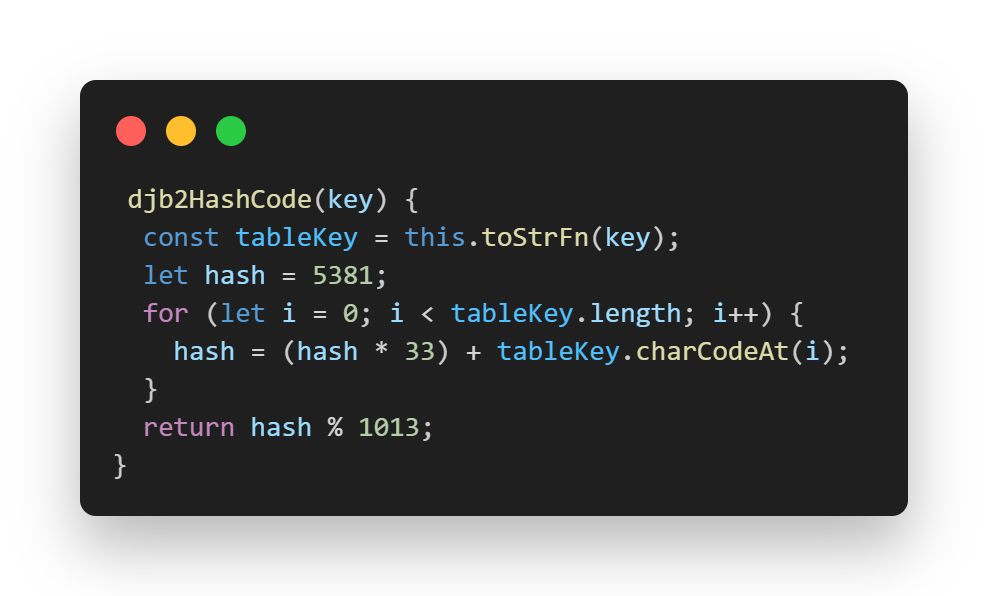 djb2HashCode(key) {
const tableKey = this.toStrFn(key);
let hash = 5381;
for (let i = 0; i < tableKey.length; i++) {
hash = (hash * 33) + tableKey.charCodeAt(i);
}
return hash % 1013;
}